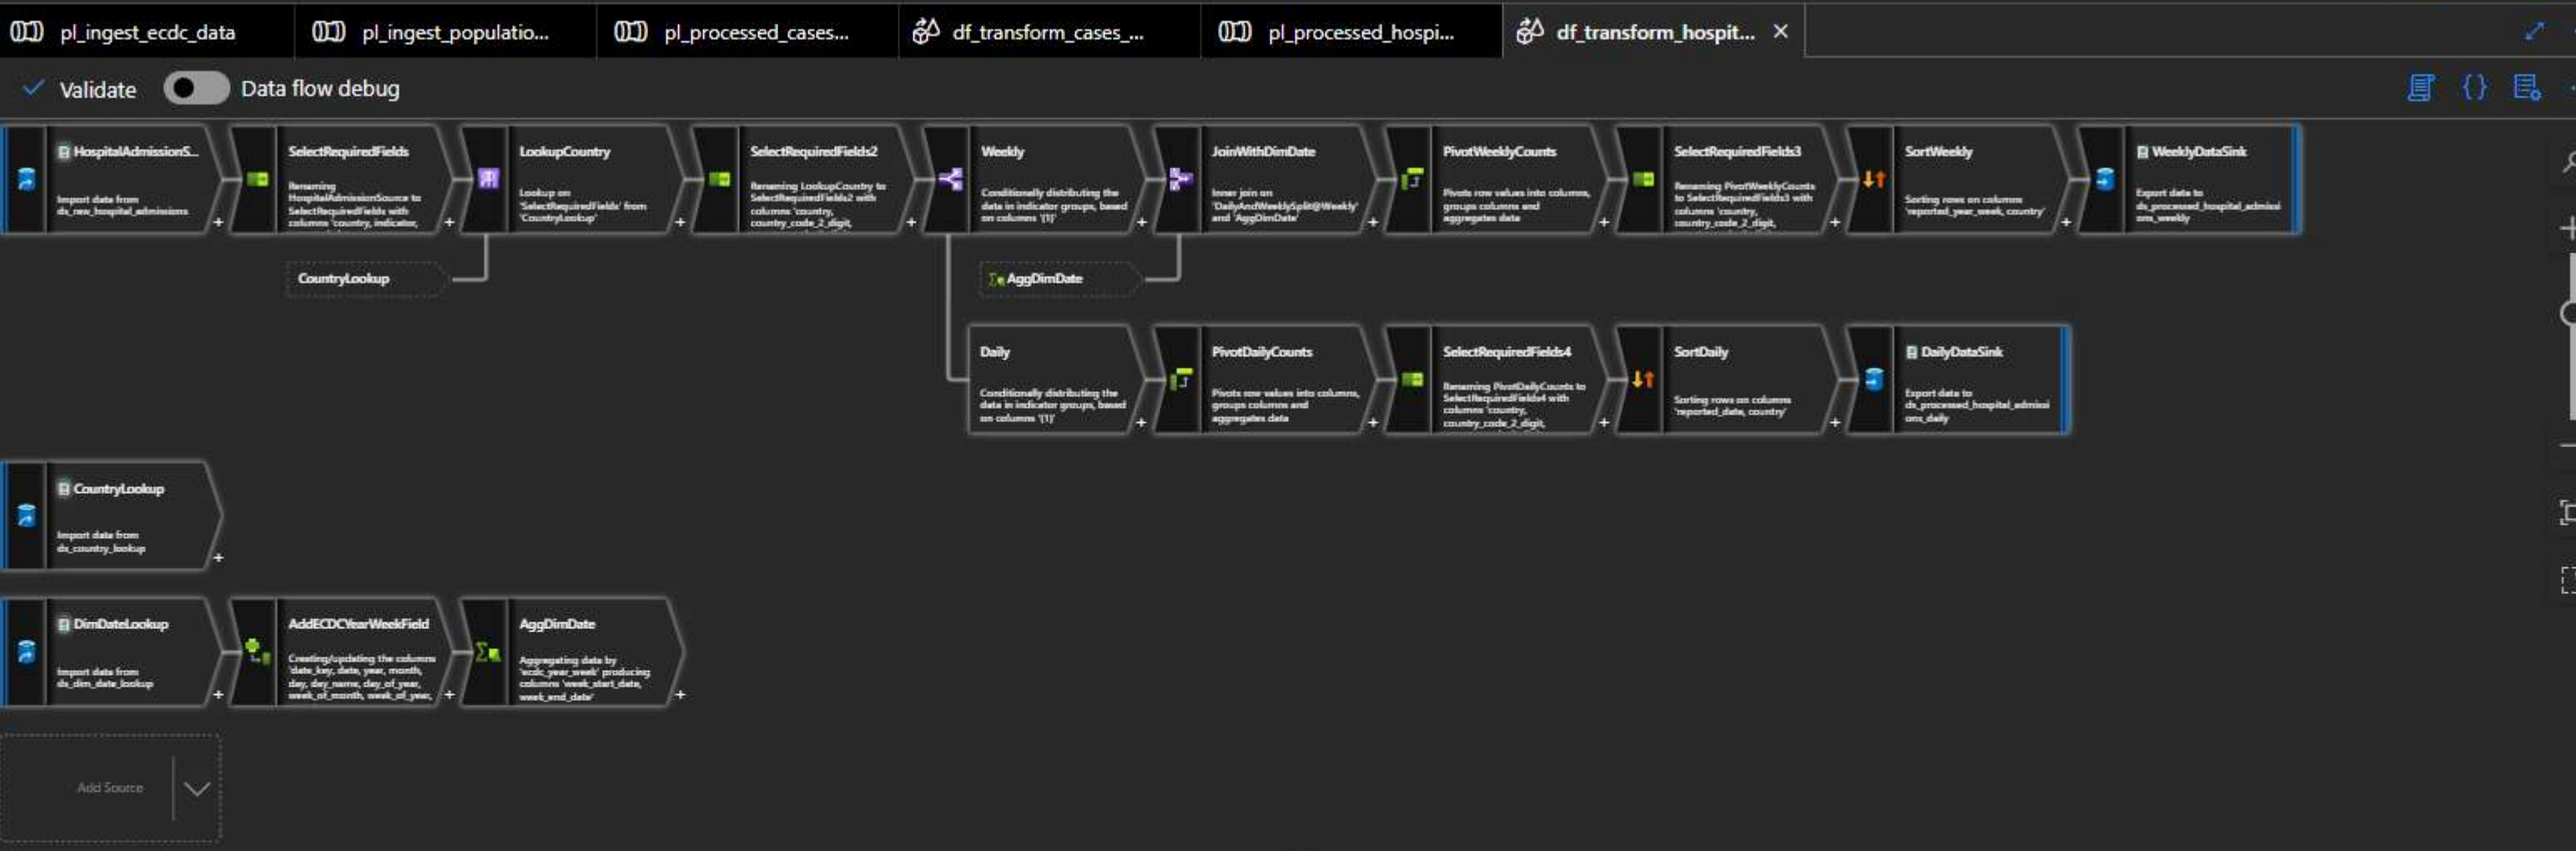 pl_ingest_ecdc_data
pl_ingest_populatio...
pl_processed_cases...
df_transform_cases_...
pl_processed_hospi...
df_transform_hospit...
Validate
Data flow debug
HospitalAdmissionS...
Import data from
ds_raw_hospital_admissions
+
SelectRequiredFields
Renaming
HospitalAdmissionSource to
SelectRequiredFields with
columns 'country, indicator,
+
LookupCountry
Lookup on
'SelectRequiredFields' from
'CountryLookup'
+
SelectRequiredFields2
Renaming LookupCountry to
SelectRequiredFields2 with
columns 'country,
country_code_2_digit,
+
Weekly
Conditionally distributing the
data in indicator groups, based
on columns '{1}'
+
JoinWithDimDate
Inner join on
'DailyAndWeeklySplit@Weekly'
and 'AggDimDate'
+
PivotWeeklyCounts
Pivots row values into columns,
groups columns and
aggregates data
+
SelectRequiredFields3
Renaming PivotWeeklyCounts
to SelectRequiredFields3 with
columns 'country,
country_code_2_digit,
+
SortWeekly
Sorting rows on columns
'reported_year_week, country'
+
WeeklyDataSink
Export data to
ds_processed_hospital_admissi
ons_weekly
CountryLookup
AggDimDate
Daily
Conditionally distributing the
data in indicator groups, based
on columns '{1}'
+
PivotDailyCounts
Pivots row values into columns,
groups columns and
aggregates data
+
SelectRequiredFields4
Renaming PivotDailyCounts to
SelectRequiredFields4 with
columns 'country,
country_code_2_digit,
+
SortDaily
Sorting rows on columns
'reported_date, country'
+
DailyDataSink
Export data to
ds_processed_hospital_admissi
ons_daily
CountryLookup
Import data from
ds_country_lookup
+
DimDateLookup
Import data from
ds_dim_date_lookup
+
AddECDCYearWeekField
Creating/updating the columns
'date_key, date, year, month,
day, day_name, day_of_year,
week_of_month, week_of_year,
+
AggDimDate
Aggregating data by
'ecdc_year_week' producing
columns 'week_start_date,
week_end_date'
+
Add Source